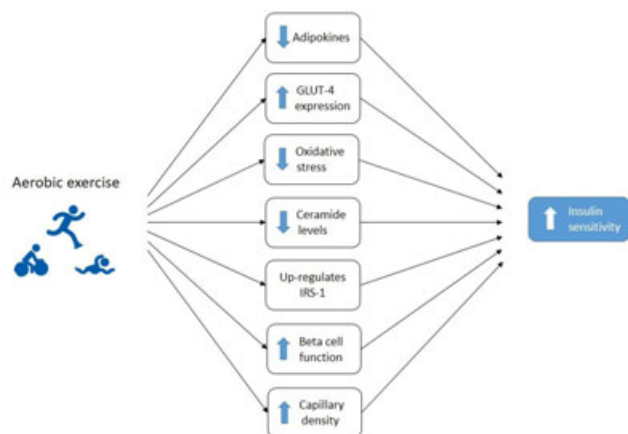 Adipokines
GLUT-4
expression
Oxidative
stress
Aerobic exercise
Ceramide
levels
Insulin
sensitivity
Up-regulates
IRS-1
Beta cell
function
Capillary
density